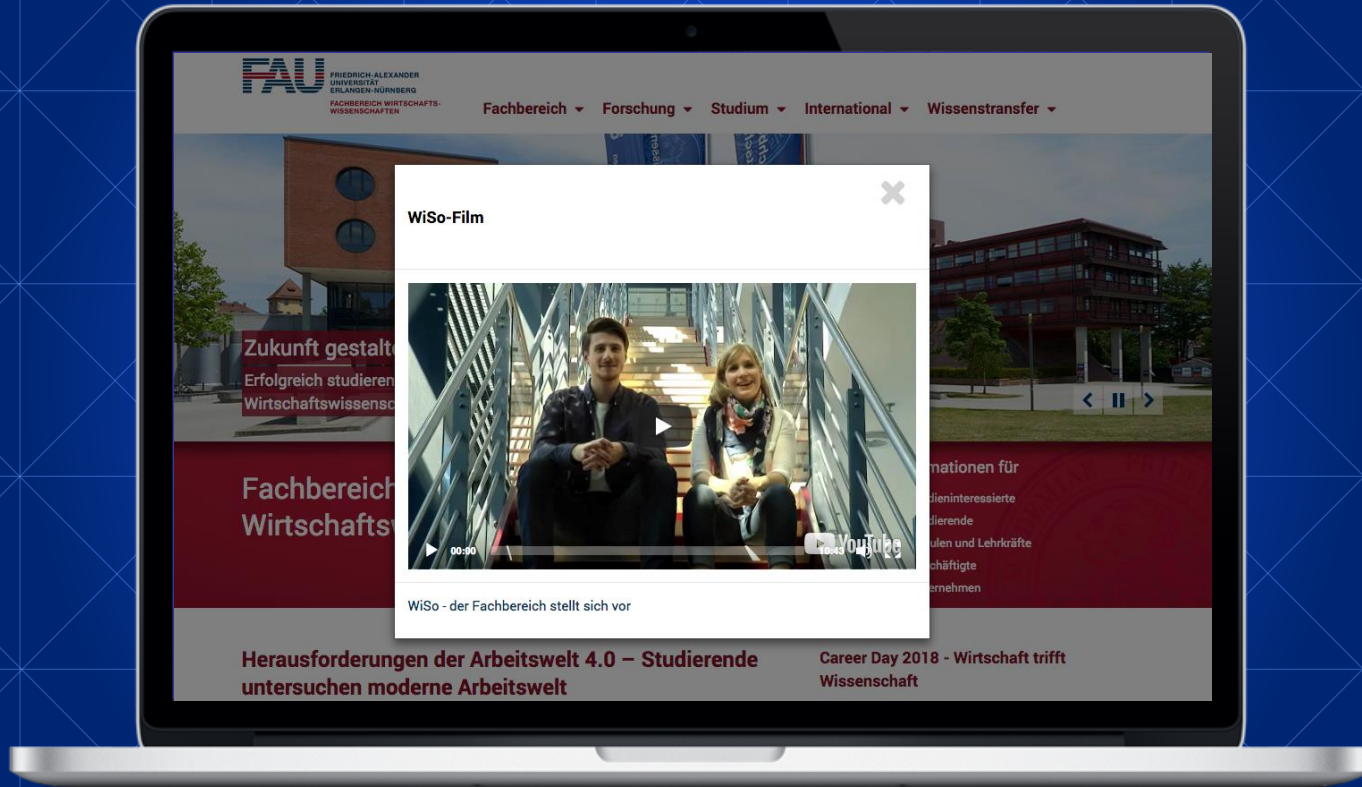 FAU
FRIEDRICH-ALEXANDER
UNIVERSITÄT
ERLANGEN-NÜRNBERG
FACHBEREICH WIRTSCHAFTS-
WISSENSCHAFTEN
Fachbereich Forschung Studium International Wissenstransfer
WiSo-Film
Zukunft gestalt
Erfolgreich studieren
Wirtschaftswissensc
00:00 10:43
YouTube
WiSo - der Fachbereich stellt sich vor
Fachbereich
Wirtschaftsw
mationen für
dieninteressierte
dierende
ulen und Lehrkräfte
chäftigte
ernehmen
Herausforderungen der Arbeitswelt 4.0 – Studierende
untersuchen moderne Arbeitswelt
Career Day 2018 - Wirtschaft trifft
Wissenschaft